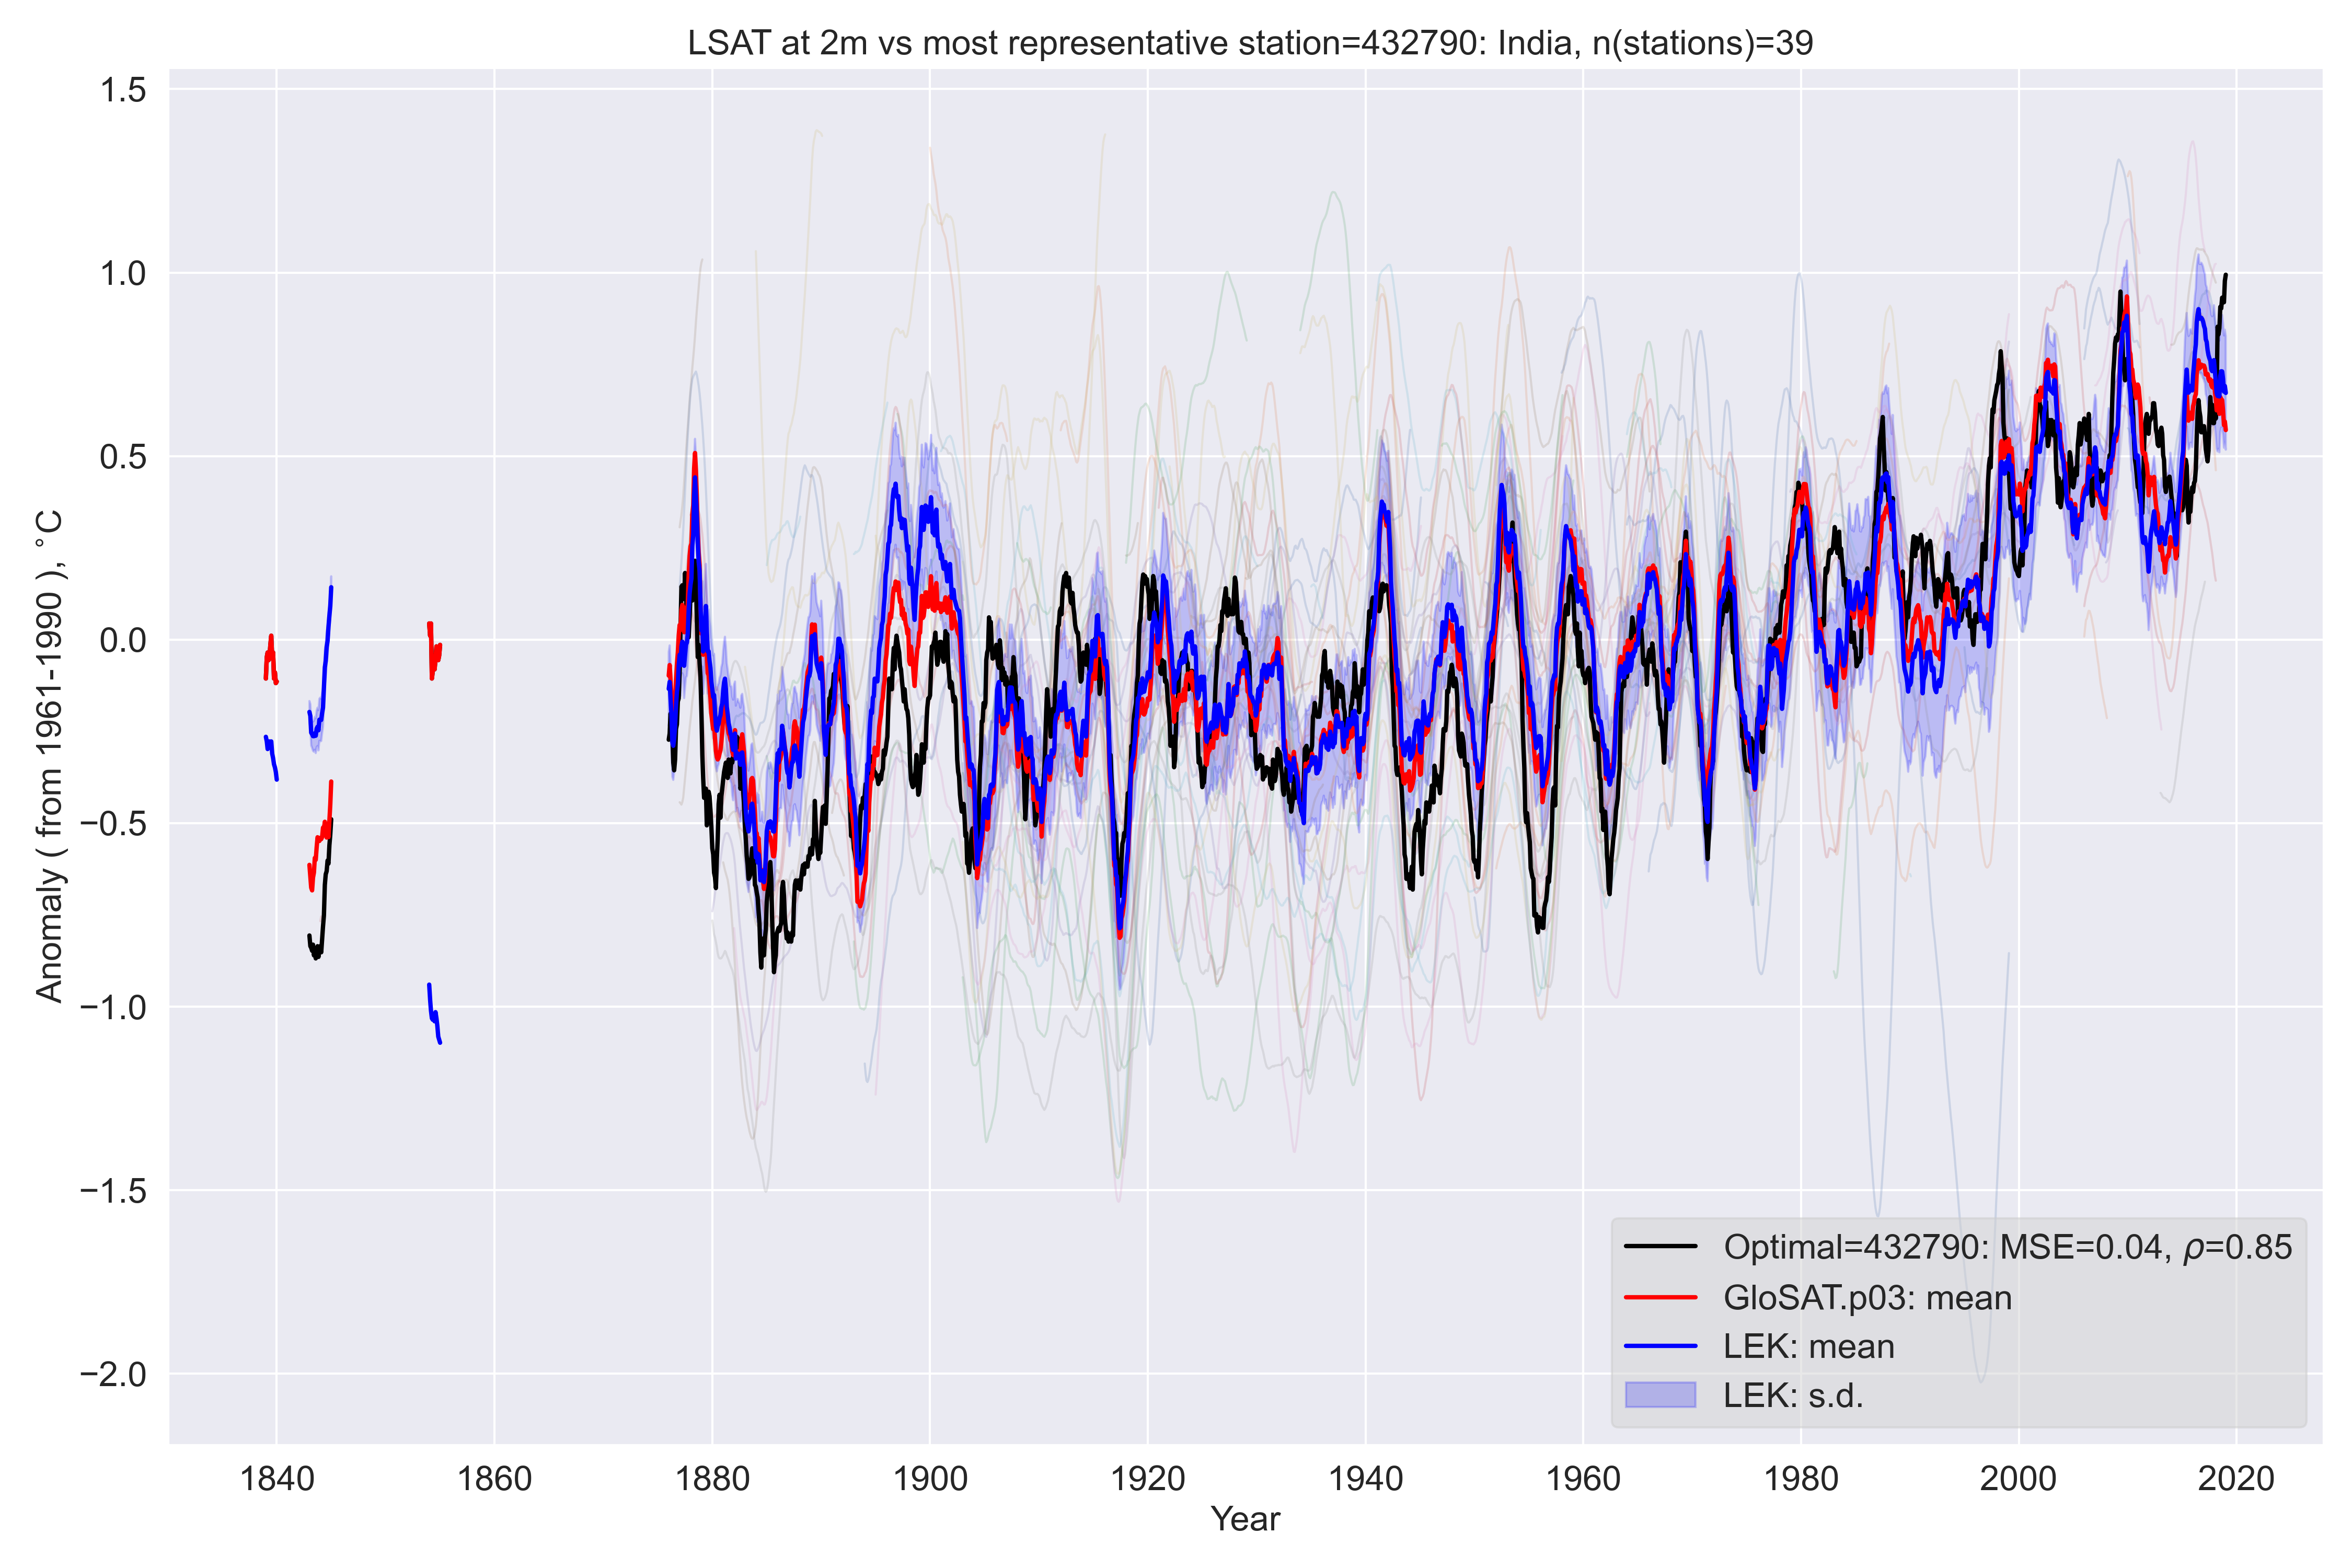 LSAT at 2m vs most representative station=432790: India, n(stations)=39
Anomaly ( from 1961-1990 ), °C
1.5
1.0
0.5
0.0
−0.5
−1.0
−1.5
−2.0
Optimal=432790: MSE=0.04, ρ=0.85
GloSAT.p03: mean
LEK: mean
LEK: s.d.
1840 1860 1880 1900 1920 1940 1960 1980 2000 2020
Year